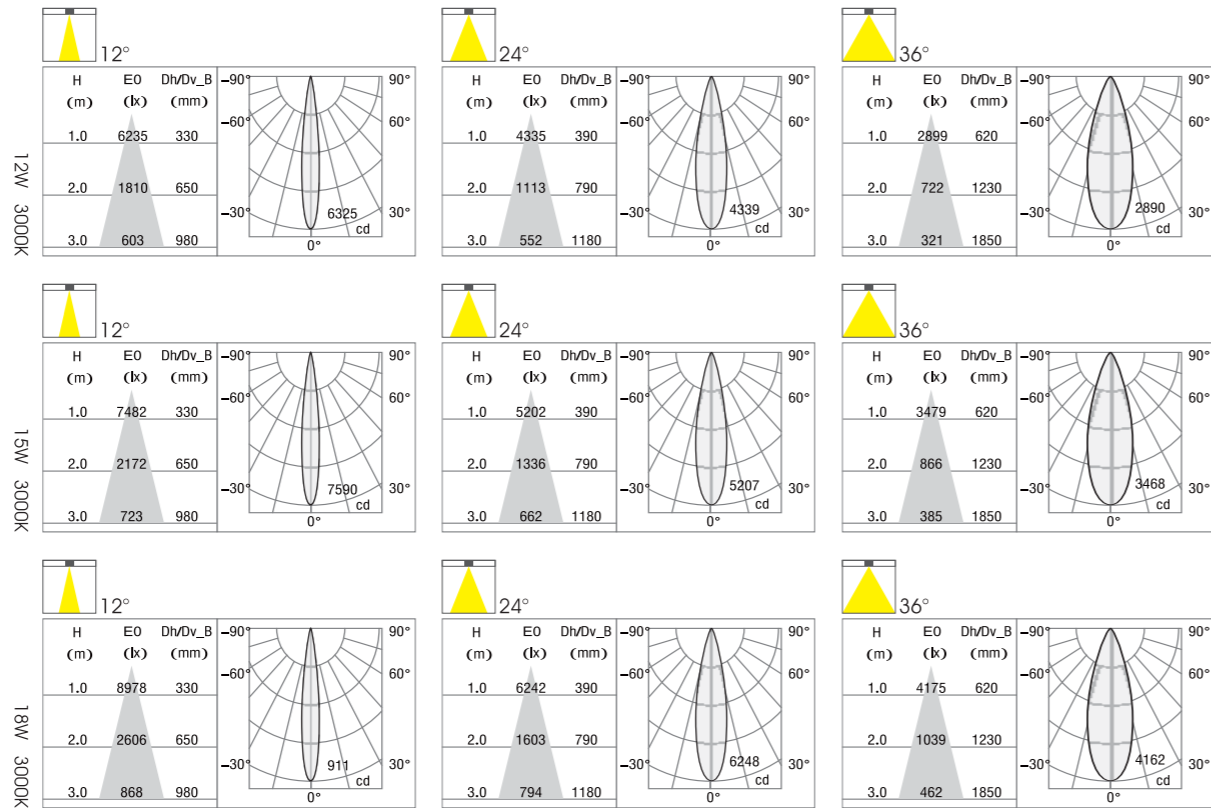 12W 3000K
12°
H E0 Dh/Dv_B
(m) (lx) (mm)
1.0 6235 330
2.0 1810 650
3.0 603 980
−90° 90°
−60° 60°
−30° 30°
6325
cd
0°
24°
H E0 Dh/Dv_B
(m) (lx) (mm)
1.0 4335 390
2.0 1113 790
3.0 552 1180
−90° 90°
−60° 60°
−30° 30°
4339
cd
0°
36°
H E0 Dh/Dv_B
(m) (lx) (mm)
1.0 2899 620
2.0 722 1230
3.0 321 1850
−90° 90°
−60° 60°
−30° 30°
2890
cd
0°
15W 3000K
12°
H E0 Dh/Dv_B
(m) (lx) (mm)
1.0 7482 330
2.0 2172 650
3.0 723 980
−90° 90°
−60° 60°
−30° 30°
7590
cd
0°
24°
H E0 Dh/Dv_B
(m) (lx) (mm)
1.0 5202 390
2.0 1336 790
3.0 662 1180
−90° 90°
−60° 60°
−30° 30°
5207
cd
0°
36°
H E0 Dh/Dv_B
(m) (lx) (mm)
1.0 3479 620
2.0 866 1230
3.0 385 1850
−90° 90°
−60° 60°
−30° 30°
3468
cd
0°
18W 3000K
12°
H E0 Dh/Dv_B
(m) (lx) (mm)
1.0 8978 330
2.0 2606 650
3.0 868 980
−90° 90°
−60° 60°
−30° 30°
911
cd
0°
24°
H E0 Dh/Dv_B
(m) (lx) (mm)
1.0 6242 390
2.0 1603 790
3.0 794 1180
−90° 90°
−60° 60°
−30° 30°
6248
cd
0°
36°
H E0 Dh/Dv_B
(m) (lx) (mm)
1.0 4175 620
2.0 1039 1230
3.0 462 1850
−90° 90°
−60° 60°
−30° 30°
4162
cd
0°